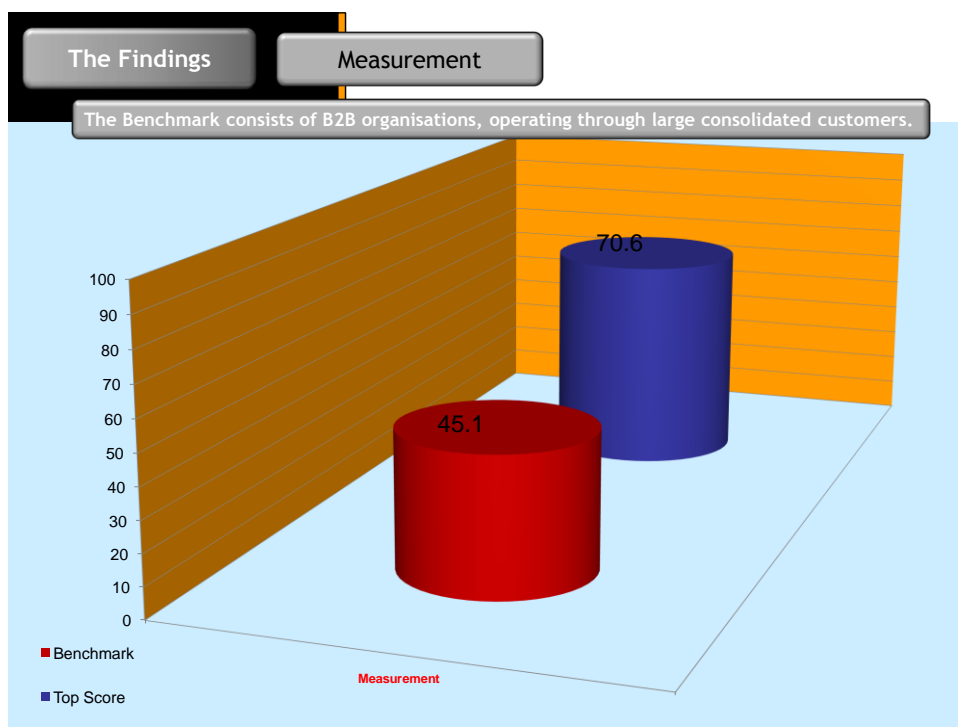 The Findings
Measurement
The Benchmark consists of B2B organisations, operating through large consolidated customers.
100
90
80
70
60
50
40
30
20
10
0
70.6
45.1
Measurement
Benchmark
Top Score